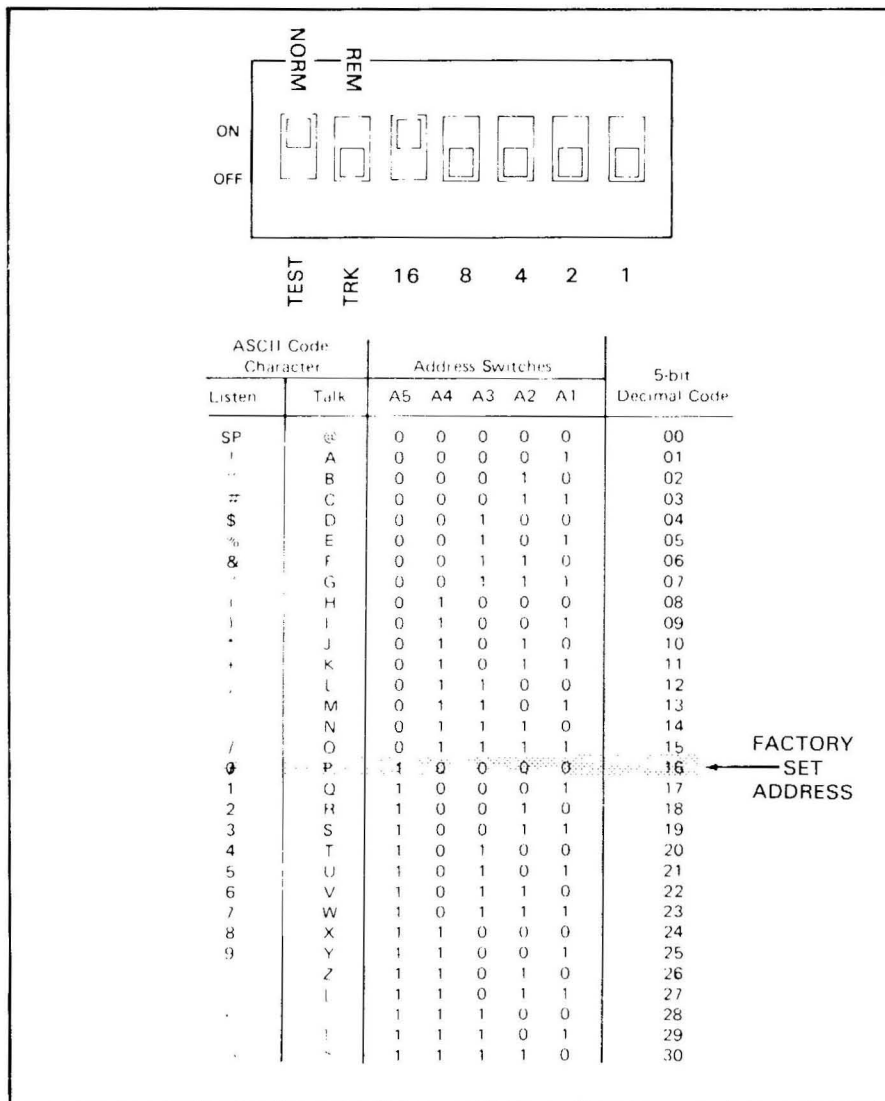 NORM REM
ON
OFF
TEST TRK 16 8 4 2 1
ASCII Code
Character Address Switches 5-bit
Listen Talk A5 A4 A3 A2 A1 Decimal Code
SP @ 0 0 0 0 0 00
! A 0 0 0 0 1 01
B 0 0 0 1 0 02
# C 0 0 0 1 1 03
$ D 0 0 1 0 0 04
% E 0 0 1 0 1 05
& F 0 0 1 1 0 06
G 0 0 1 1 1 07
H 0 1 0 0 0 08
) I 0 1 0 0 1 09
* J 0 1 0 1 0 10
+ K 0 1 0 1 1 11
, L 0 1 1 0 0 12
M 0 1 1 0 1 13
N 0 1 1 1 0 14
/ O 0 1 1 1 1 15
0 P 1 0 0 0 0 16
FACTORY
SET
ADDRESS
1 Q 1 0 0 0 1 17
2 R 1 0 0 1 0 18
3 S 1 0 0 1 1 19
4 T 1 0 1 0 0 20
5 U 1 0 1 0 1 21
6 V 1 0 1 1 0 22
7 W 1 0 1 1 1 23
8 X 1 1 0 0 0 24
9 Y 1 1 0 0 1 25
Z 1 1 0 1 0 26
1 1 0 1 1 27
1 1 1 0 0 28
1 1 1 0 1 29
1 1 1 1 0 30